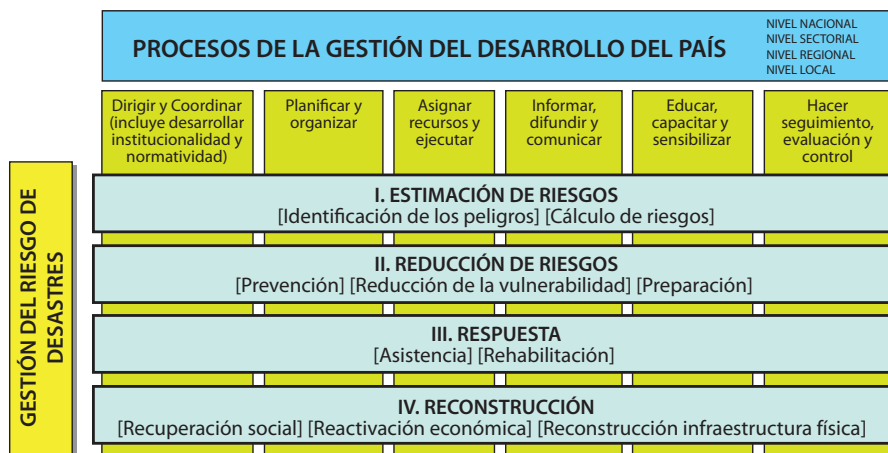 PROCESOS DE LA GESTIÓN DEL DESARROLLO DEL PAÍS
NIVEL NACIONAL
NIVEL SECTORIAL
NIVEL REGIONAL
NIVEL LOCAL
Dirigir y Coordinar
(incluye desarrollar
institucionalidad y
normatividad)
Planificar y
organizar
Asignar
recursos y
ejecutar
Informar,
difundir y
comunicar
Educar,
capacitar y
sensibilizar
Hacer
seguimiento,
evaluación y
control
GESTIÓN DEL RIESGO DE
DESASTRES
I. ESTIMACIÓN DE RIESGOS
[Identificación de los peligros] [Cálculo de riesgos]
II. REDUCCIÓN DE RIESGOS
[Prevención] [Reducción de la vulnerabilidad] [Preparación]
III. RESPUESTA
[Asistencia] [Rehabilitación]
IV. RECONSTRUCCIÓN
[Recuperación social] [Reactivación económica] [Reconstrucción infraestructura física]